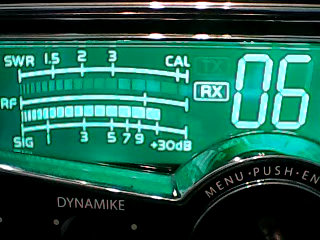 SWR 1.5 2 3 CAL
TX
RX
06
RF
SIG 1 3 5 7 9 +30dB
DYNAMIKE
MENU·PUSH·EN